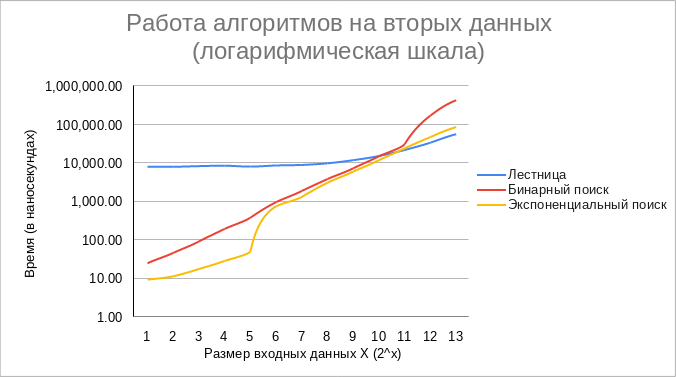 Работа алгоритмов на вторых данных
(логарифмическая шкала)
1,000,000.00
100,000.00
10,000.00
1,000.00
100.00
10.00
1.00
Время (в наносекундах)
1 2 3 4 5 6 7 8 9 10 11 12 13
Размер входных данных X (2^x)
Лестница
Бинарный поиск
Экспоненциальный поиск